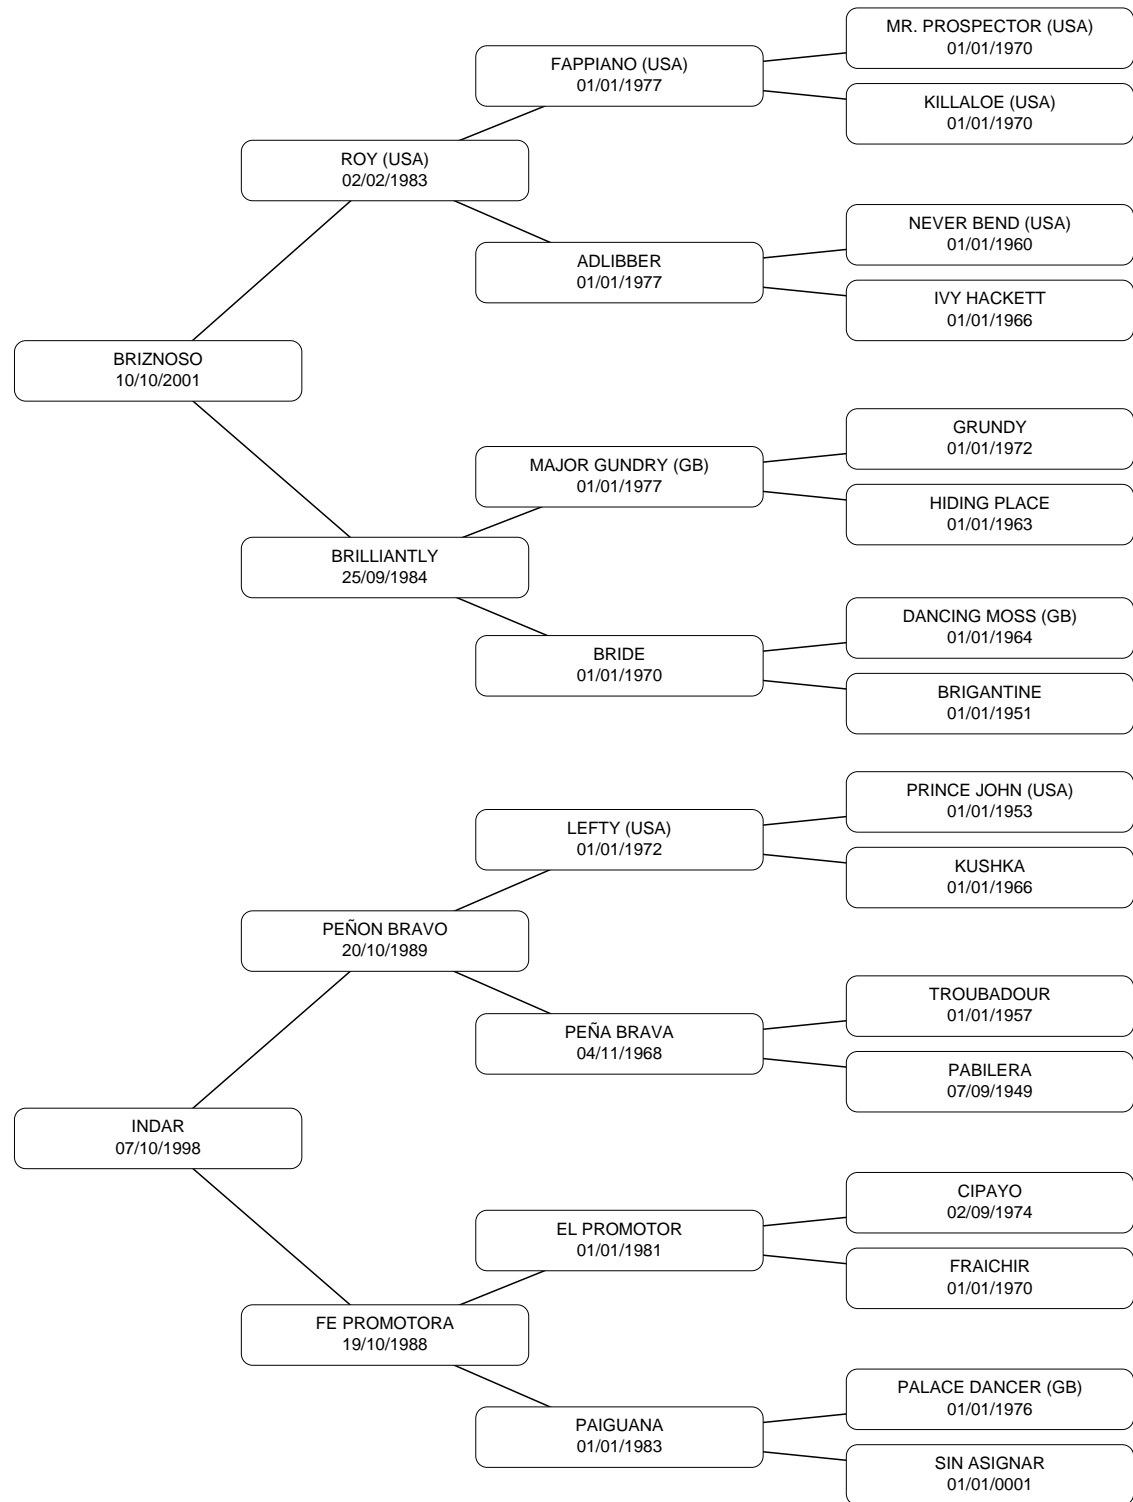 MR. PROSPECTOR (USA)
01/01/1970
FAPPIANO (USA)
01/01/1977
KILLALOE (USA)
01/01/1970
ROY (USA)
02/02/1983
NEVER BEND (USA)
01/01/1960
ADLIBBER
01/01/1977
IVY HACKETT
01/01/1966
BRIZNOSO
10/10/2001
GRUNDY
01/01/1972
MAJOR GUNDRY (GB)
01/01/1977
HIDING PLACE
01/01/1963
BRILLIANTLY
25/09/1984
DANCING MOSS (GB)
01/01/1964
BRIDE
01/01/1970
BRIGANTINE
01/01/1951
PRINCE JOHN (USA)
01/01/1953
LEFTY (USA)
01/01/1972
KUSHKA
01/01/1966
PEÑON BRAVO
20/10/1989
TROUBADOUR
01/01/1957
PEÑA BRAVA
04/11/1968
PABILERA
07/09/1949
INDAR
07/10/1998
CIPAYO
02/09/1974
EL PROMOTOR
01/01/1981
FRAICHIR
01/01/1970
FE PROMOTORA
19/10/1988
PALACE DANCER (GB)
01/01/1976
PAIGUANA
01/01/1983
SIN ASIGNAR
01/01/0001